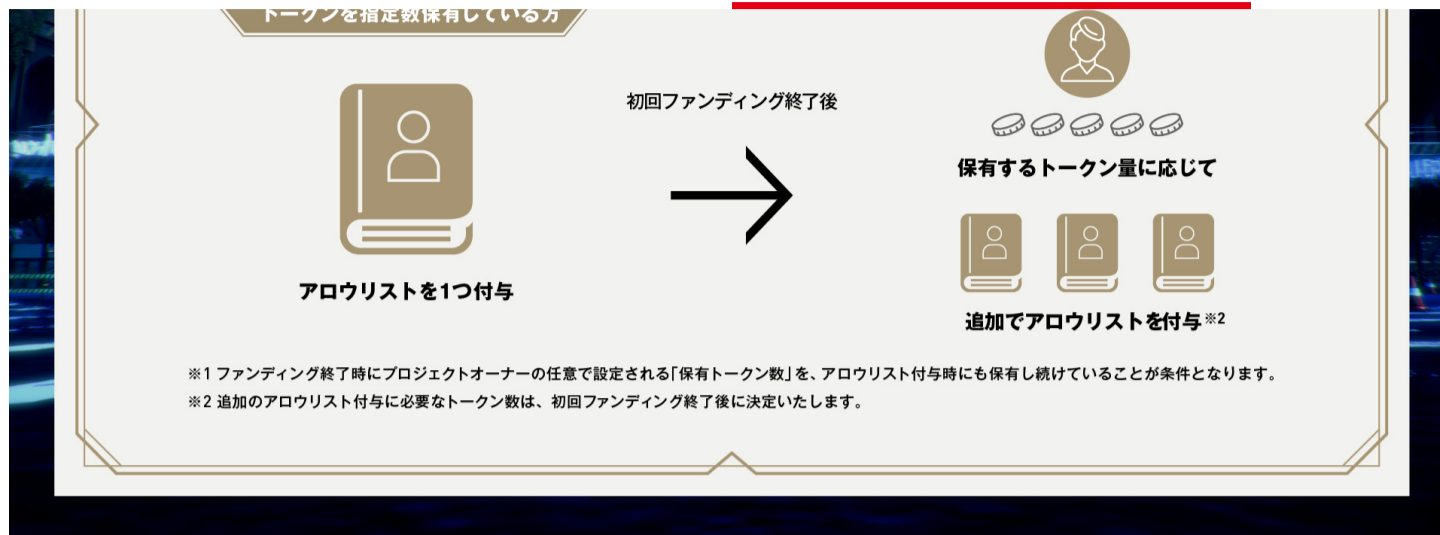 トークンを指定数保有している方
初回ファンディング終了後
保有するトークン量に応じて
アロウリストを1つ付与
追加でアロウリストを付与※2
※1 ファンディング終了時にプロジェクトオーナーの任意で設定される「保有トークン数」を、アロウリスト付与時にも保有し続けていることが条件となります。
※2 追加のアロウリスト付与に必要なトークン数は、初回ファンディング終了後に決定いたします。